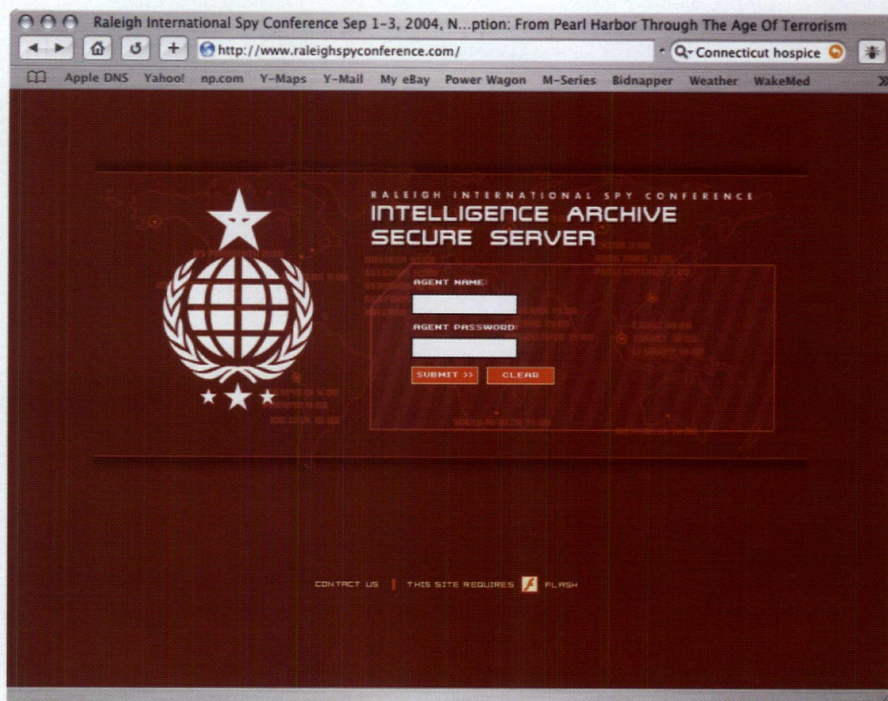 Raleigh International Spy Conference Sep 1–3, 2004, N...ption: From Pearl Harbor Through The Age Of Terrorism
http://www.raleighspyconference.com/
Connecticut hospice
Apple DNS Yahoo! np.com Y-Maps Y-Mail My eBay Power Wagon M-Series Bidnapper Weather WakeMed
RALEIGH INTERNATIONAL SPY CONFERENCE
INTELLIGENCE ARCHIVE
SECURE SERVER
AGENT NAME:
AGENT PASSWORD
SUBMIT >> CLEAR
CONTACT US | THIS SITE REQUIRES FLASH